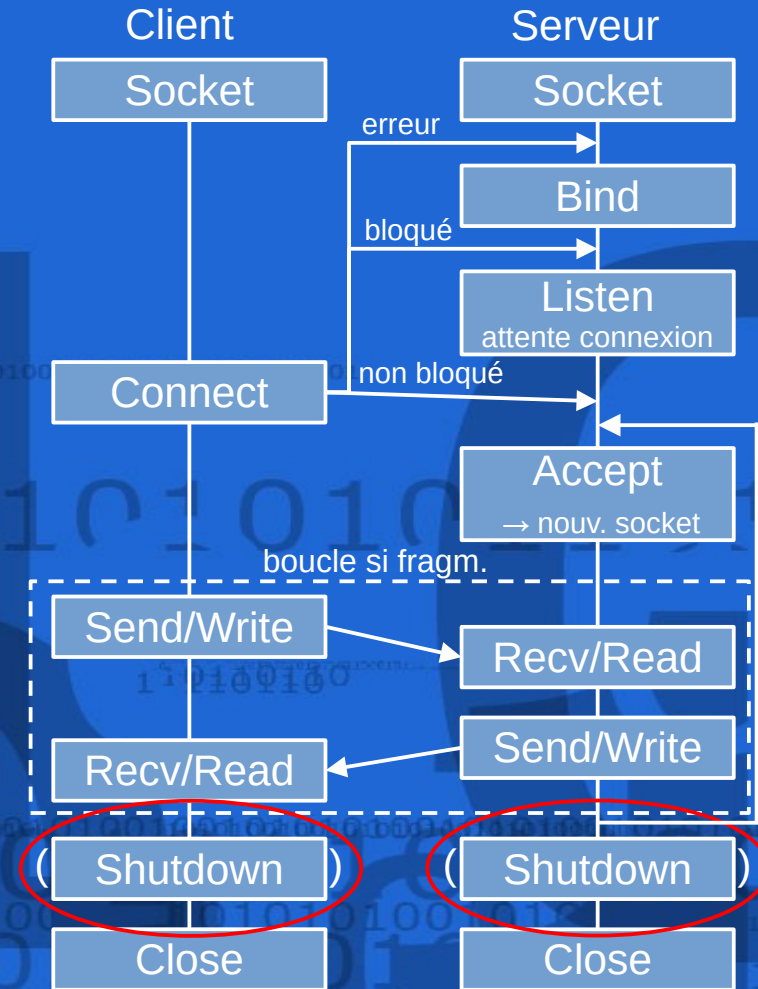 Client
Serveur
Socket
Socket
erreur
Bind
bloqué
Listen
attente connexion
Connect
non bloqué
Accept
→ nouv. socket
boucle si fragm.
Send/Write
Recv/Read
Send/Write
Recv/Read
( Shutdown )
( Shutdown )
Close
Close